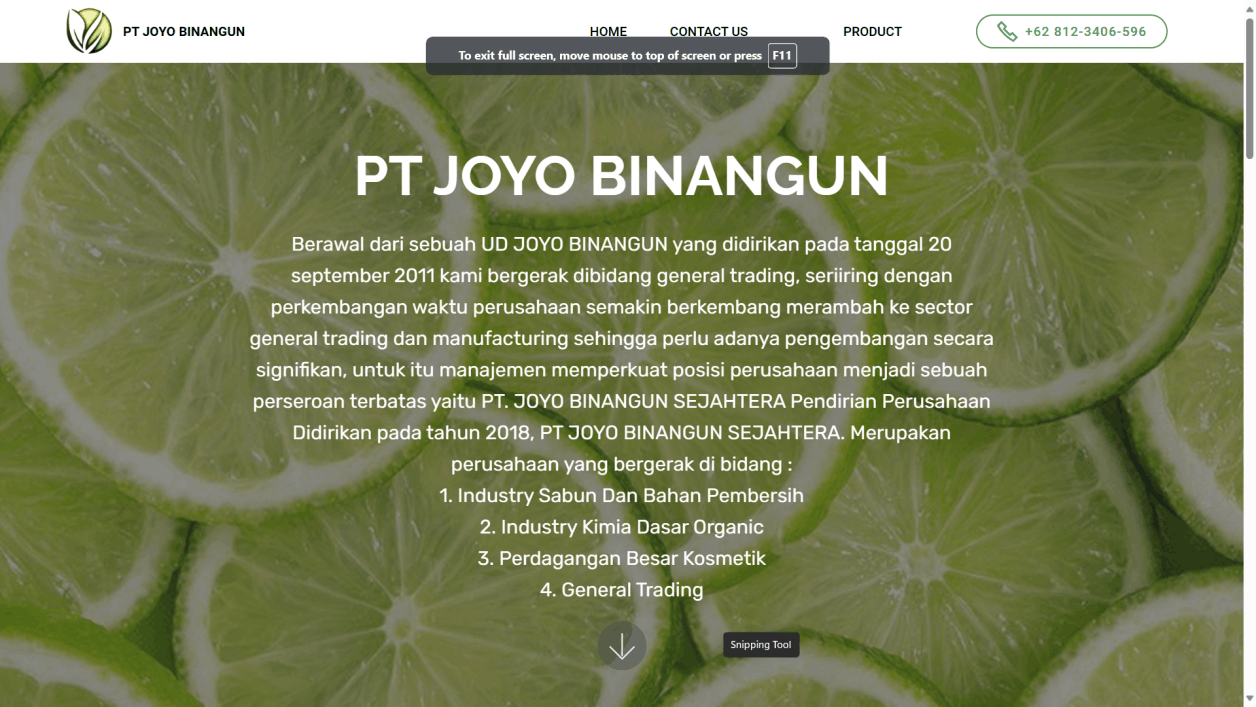 PT JOYO BINANGUN
HOME
CONTACT US
PRODUCT
+62 812-3406-596
To exit full screen, move mouse to top of screen or press F11
PT JOYO BINANGUN
Berawal dari sebuah UD JOYO BINANGUN yang didirikan pada tanggal 20
september 2011 kami bergerak dibidang general trading, seriiring dengan
perkembangan waktu perusahaan semakin berkembang merambah ke sector
general trading dan manufacturing sehingga perlu adanya pengembangan secara
signifikan, untuk itu manajemen memperkuat posisi perusahaan menjadi sebuah
perseroan terbatas yaitu PT. JOYO BINANGUN SEJAHTERA Pendirian Perusahaan
Didirikan pada tahun 2018, PT JOYO BINANGUN SEJAHTERA. Merupakan
perusahaan yang bergerak di bidang :
1. Industry Sabun Dan Bahan Pembersih
2. Industry Kimia Dasar Organic
3. Perdagangan Besar Kosmetik
4. General Trading
Snipping Tool